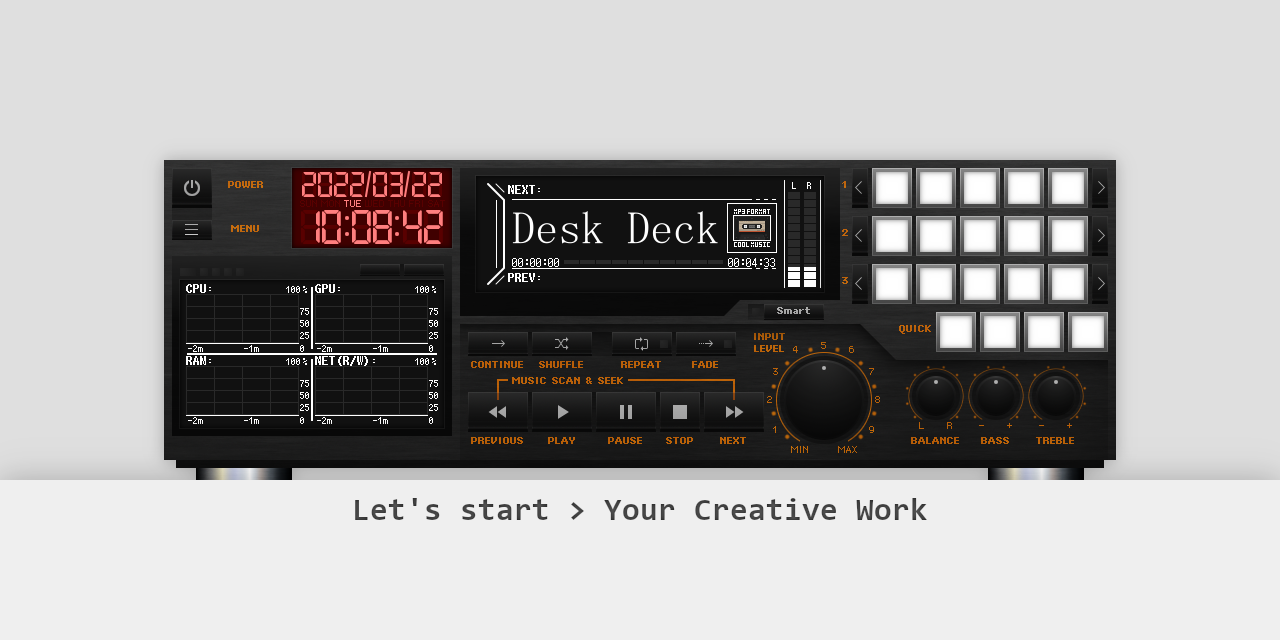 POWER
MENU
2022/03/22
TUE
10:08:42
CPU: 100%
75
50
25
-2m -1m 0
GPU: 100%
75
50
25
-2m -1m 0
RAM: 100%
75
50
25
-2m -1m 0
NET(R/W): 100%
75
50
25
-2m -1m 0
NEXT:
Desk Deck
MP3 FORMAT
COOL MUSIC
00:00:00 00:04:33
PREV:
L R
Smart
1
2
3
QUICK
CONTINUE SHUFFLE REPEAT FADE
MUSIC SCAN & SEEK
PREVIOUS PLAY PAUSE STOP NEXT
INPUT
LEVEL
1 2 3 4 5 6 7 8 9
MIN MAX
L R
BALANCE
- +
BASS
- +
TREBLE
Let's start > Your Creative Work